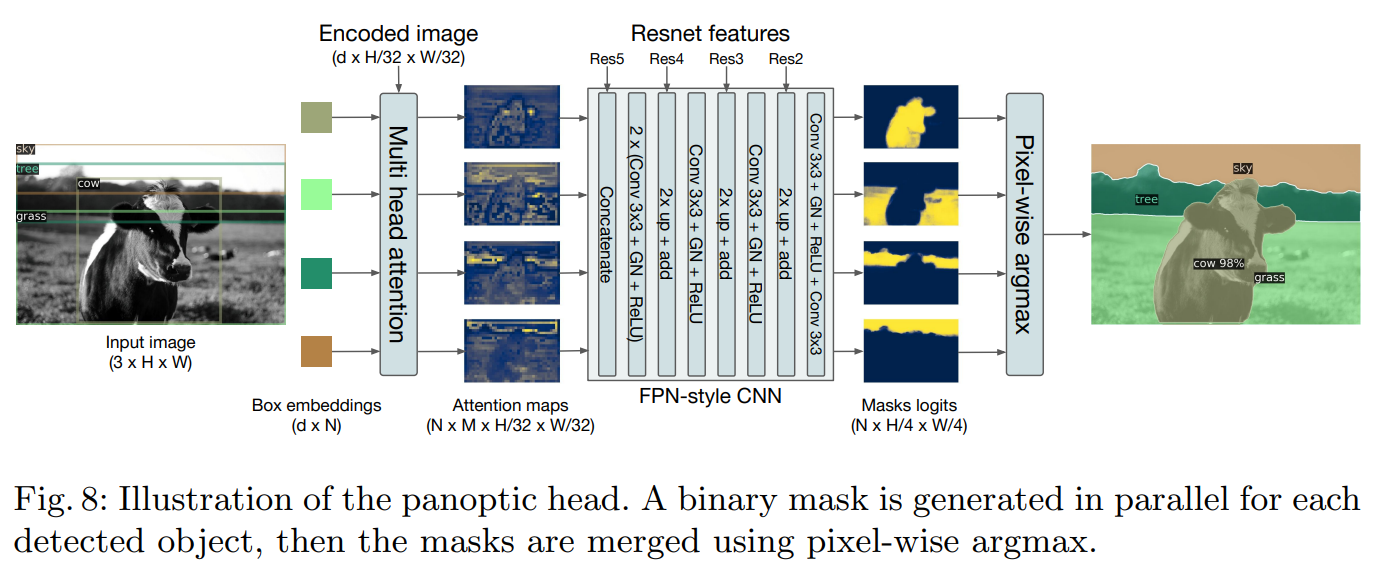 Encoded image
(d x H/32 x W/32)
Resnet features
Res5
Res4
Res3
Res2
sky
tree
cow
grass
Input image
(3 x H x W)
Box embeddings
(d x N)
Multi head attention
Attention maps
(N x M x H/32 x W/32)
Concatenate
2 x (Conv 3x3 + GN + ReLU)
2x up + add
Conv 3x3 + GN + ReLU
2x up + add
Conv 3x3 + GN + ReLU
2x up + add
Conv 3x3 + GN + ReLU + Conv 3x3
FPN-style CNN
Masks logits
(N x H/4 x W/4)
Pixel-wise argmax
sky
tree
cow 98%
grass
Fig. 8: Illustration of the panoptic head. A binary mask is generated in parallel for each
detected object, then the masks are merged using pixel-wise argmax.